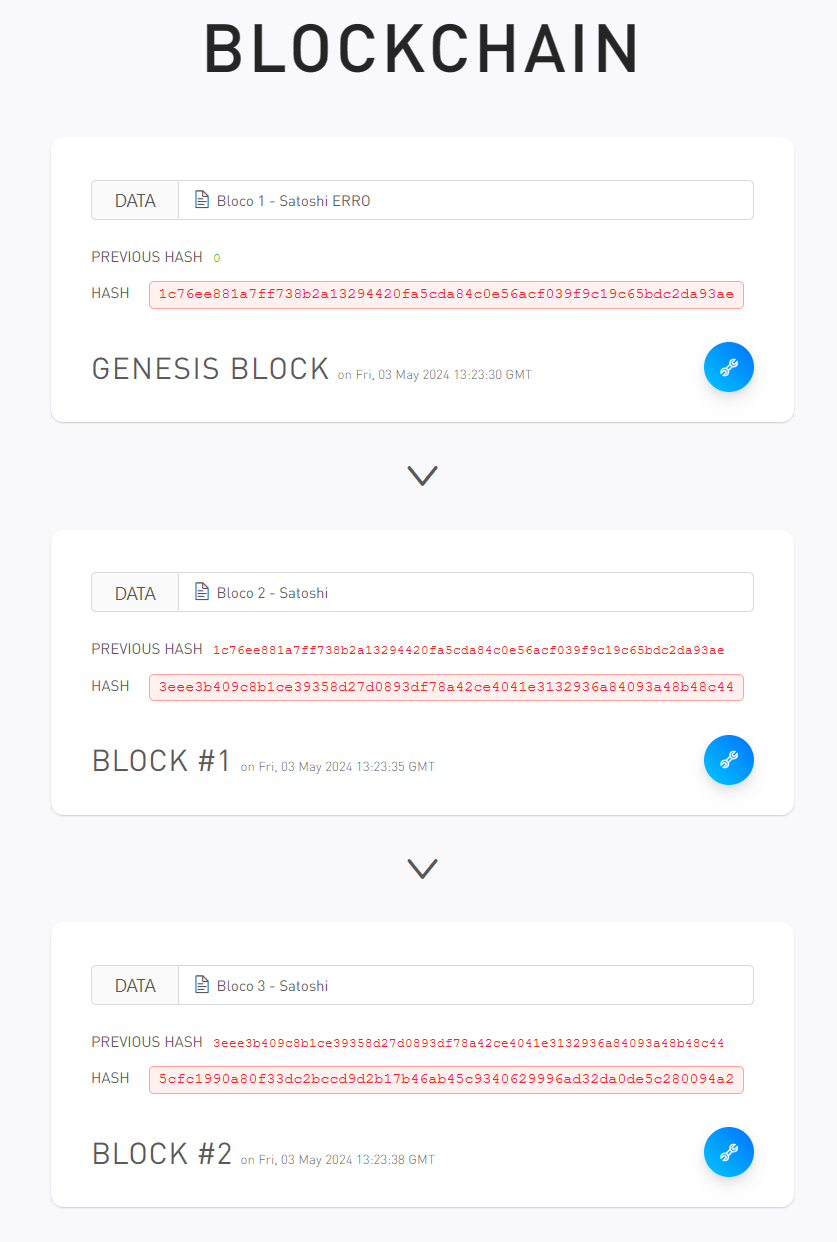 BLOCKCHAIN
DATA Bloco 1 - Satoshi ERRO
PREVIOUS HASH 0
HASH 1c76ee881a7ff738b2a13294420fa5cda84c0e56acf039f9c19c65bdc2da93ae
GENESIS BLOCK on Fri, 03 May 2024 13:23:30 GMT
DATA Bloco 2 - Satoshi
PREVIOUS HASH 1c76ee881a7ff738b2a13294420fa5cda84c0e56acf039f9c19c65bdc2da93ae
HASH 3eee3b409c8b1ce39358d27d0893df78a42ce4041e3132936a84093a48b48c44
BLOCK #1 on Fri, 03 May 2024 13:23:35 GMT
DATA Bloco 3 - Satoshi
PREVIOUS HASH 3eee3b409c8b1ce39358d27d0893df78a42ce4041e3132936a84093a48b48c44
HASH 5cfc1990a80f33dc2bccd9d2b17b46ab45c9340629996ad32da0de5c280094a2
BLOCK #2 on Fri, 03 May 2024 13:23:38 GMT